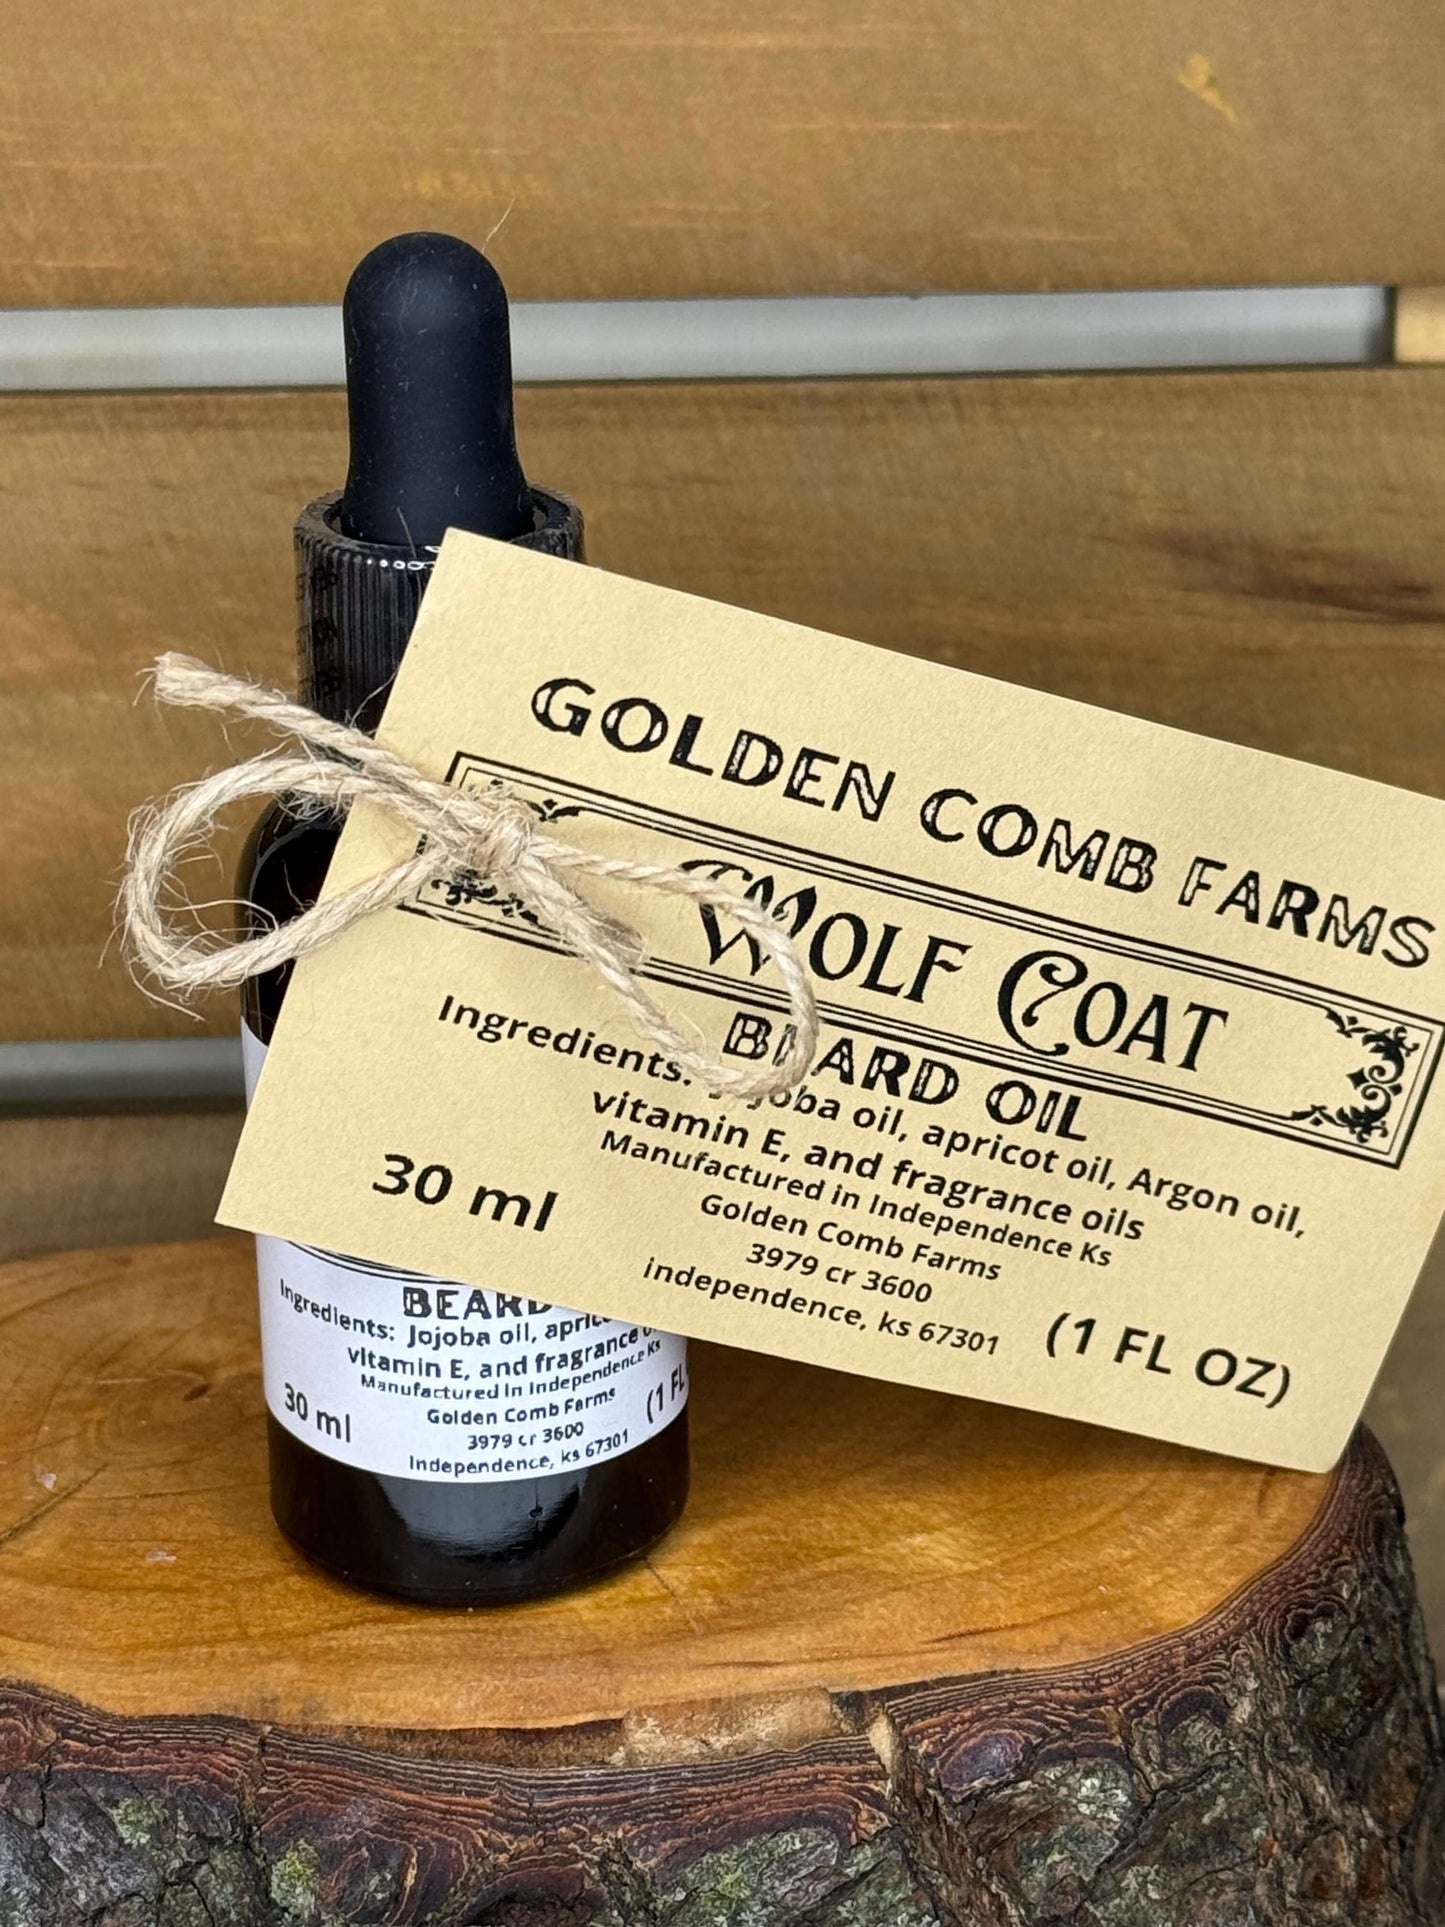 GOLDEN COMB FARMS
WOLF COAT
BEARD OIL
Ingredients: Jojoba oil, apricot oil, Argon oil,
vitamin E, and fragrance oils
Manufactured in Independence Ks
Golden Comb Farms
3979 cr 3600
independence, ks 67301
30 ml
(1 FL OZ)
BEARD
Ingredients: Jojoba oil,
vitamin E, and fragrance
Manufactured in Independence Ks
Golden Comb Farms
3979 cr 3600
Independence, ks 67301
30 ml
(1 FL